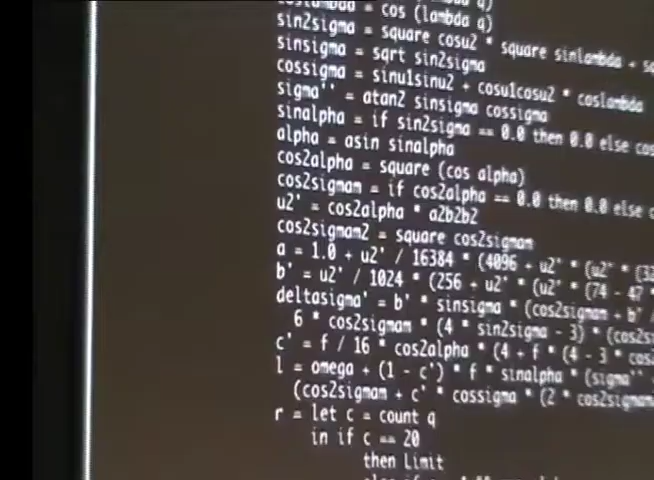 = cos (lambda q)
sin2sigma = square cosu2 * square sinlambda +
sinsigma = sqrt sin2sigma
cossigma = sinu1sinu2 + cosu1cosu2 * coslambda
sigma'' = atan2 sinsigma cossigma
sinalpha = if sin2sigma == 0.0 then 0.0 else
alpha = asin sinalpha
cos2alpha = square (cos alpha)
cos2sigmam = if cos2alpha == 0.0 then 0.0 else
u2' = cos2alpha * a2b2b2
cos2sigmam2 = square cos2sigmam
a = 1.0 + u2' / 16384 * (4096 + u2' * (u2' *
b' = u2' / 1024 * (256 + u2' * (u2' * (74 - 47
deltasigma' = b' * sinsigma * (cos2sigmam + b' /
6 * cos2sigmam * (4 * sin2sigma - 3) *
c' = f / 16 * cos2alpha * (4 + f * (4 - 3 *
l = omega + (1 - c') * f * sinalpha * (sigma''
(cos2sigmam + c' * cossigma * (2 * cos2sigmam
r = let c = count q
in if c == 20
then Limit